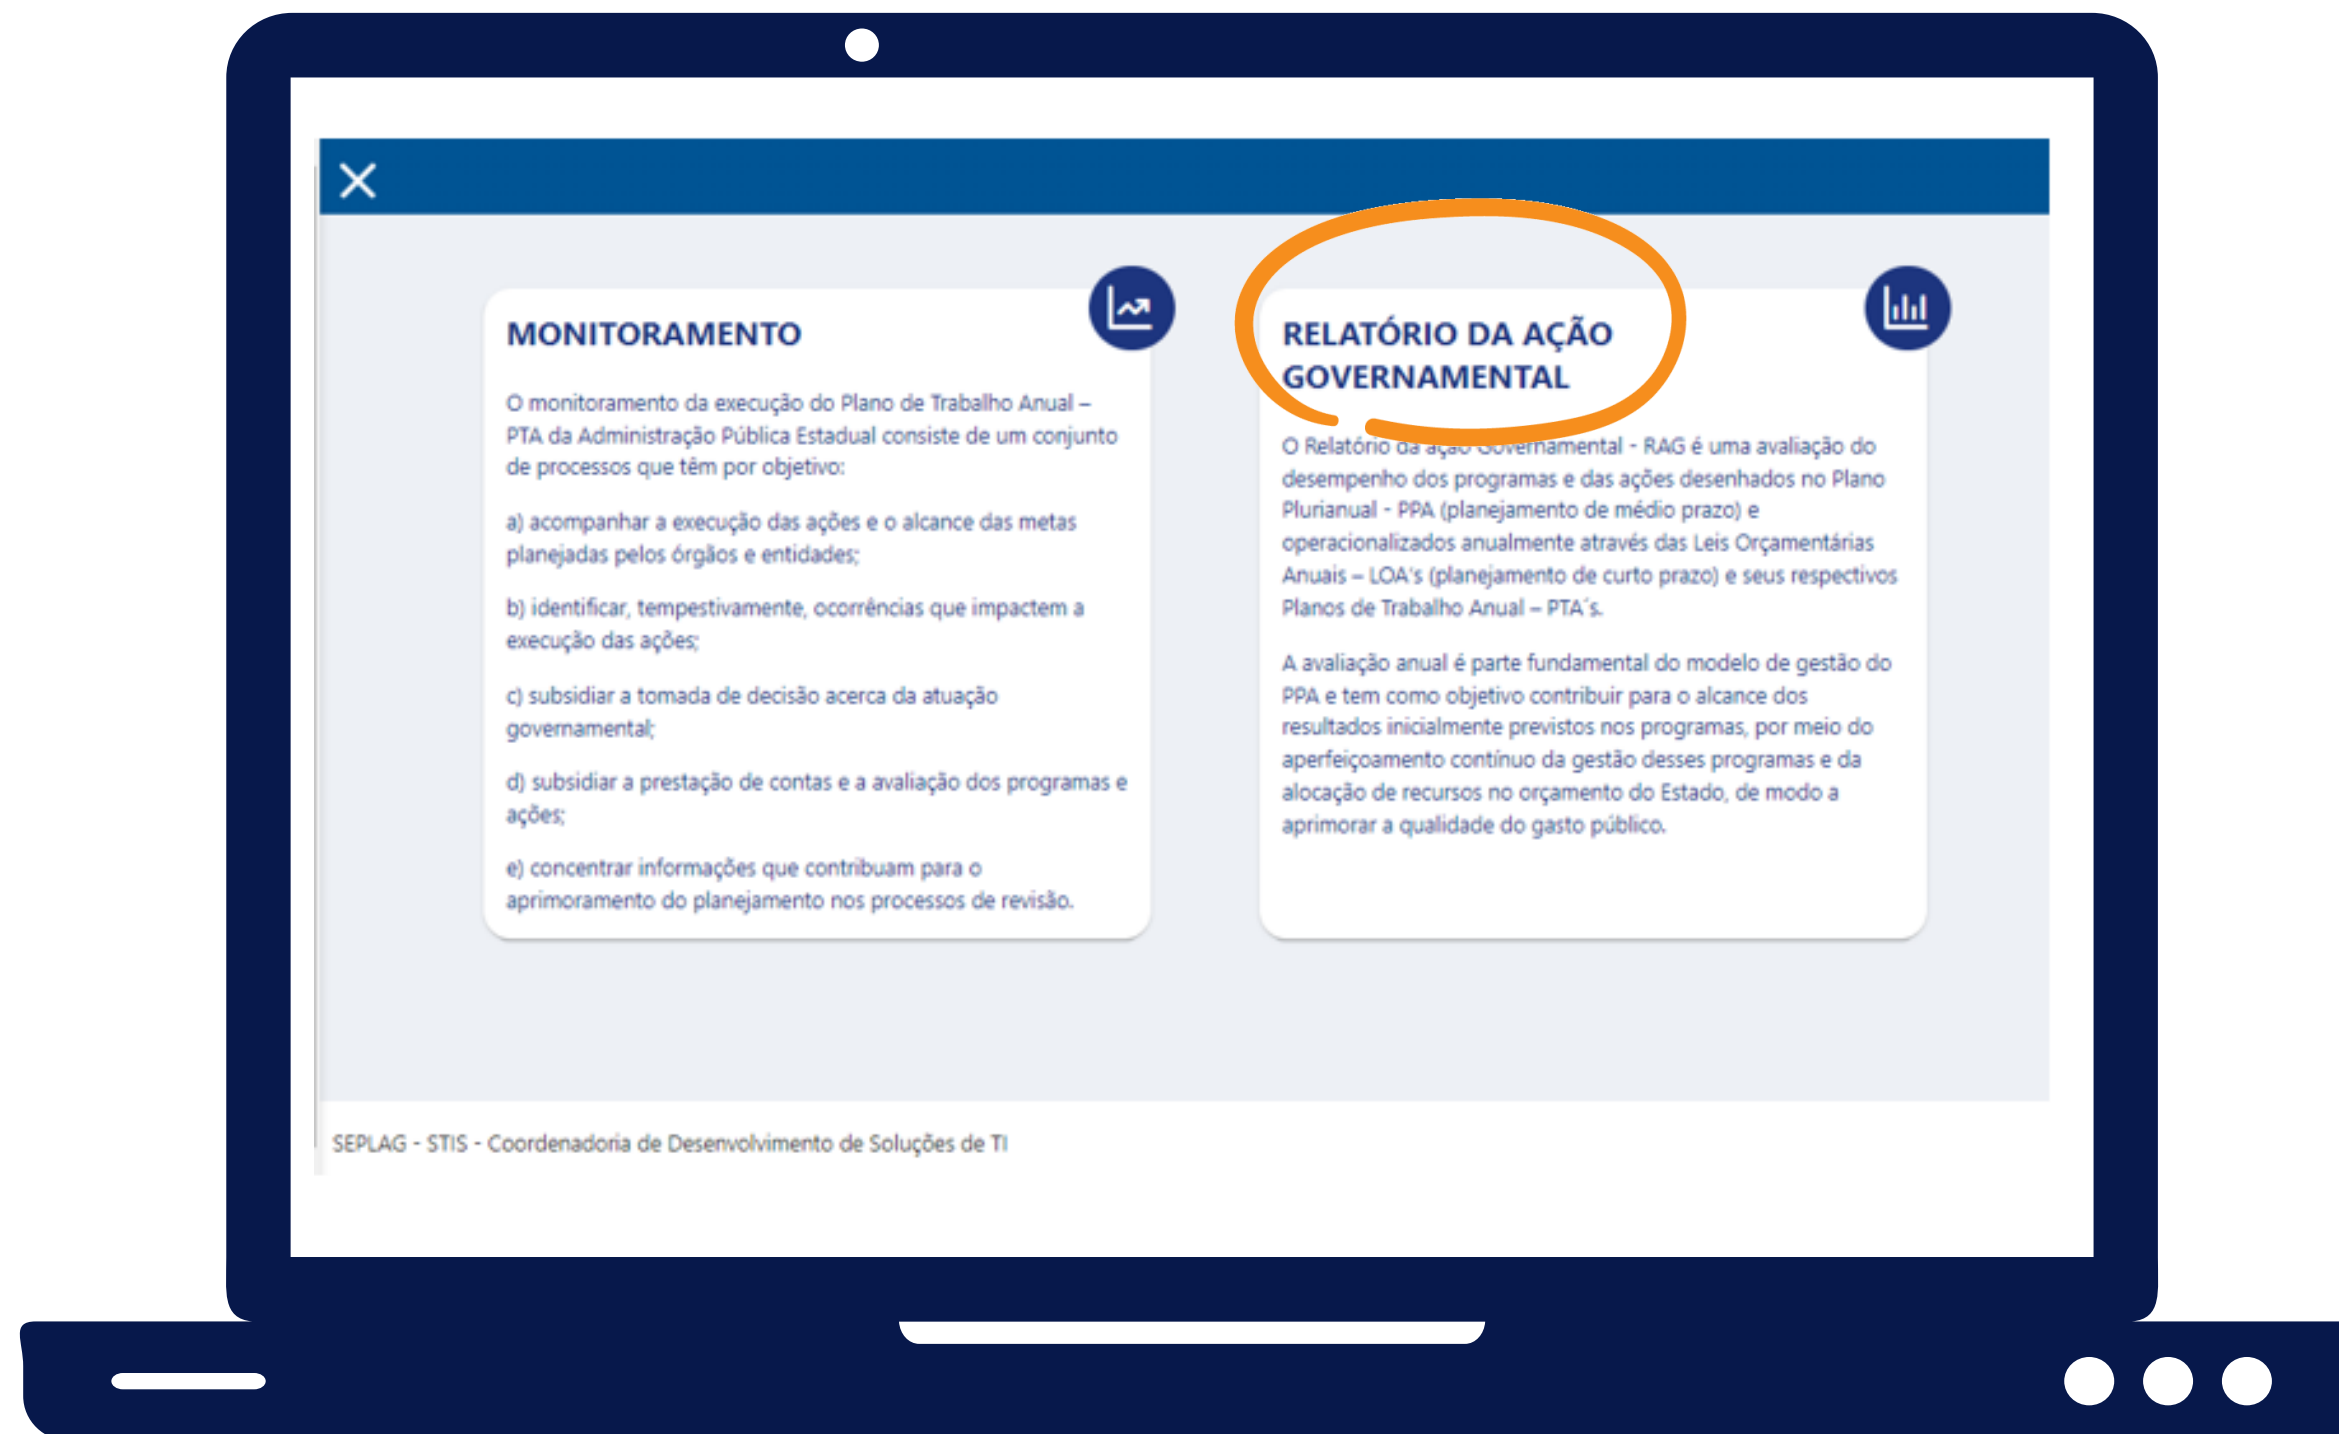 MONITORAMENTO
O monitoramento da execução do Plano de Trabalho Anual –
PTA da Administração Pública Estadual consiste de um conjunto
de processos que têm por objetivo:
a) acompanhar a execução das ações e o alcance das metas
planejadas pelos órgãos e entidades;
b) identificar, tempestivamente, ocorrências que impactem a
execução das ações;
c) subsidiar a tomada de decisão acerca da atuação
governamental;
d) subsidiar a prestação de contas e a avaliação dos programas e
ações;
e) concentrar informações que contribuam para o
aprimoramento do planejamento nos processos de revisão.
RELATÓRIO DA AÇÃO
GOVERNAMENTAL
O Relatório da ação Governamental - RAG é uma avaliação do
desempenho dos programas e das ações desenhados no Plano
Plurianual - PPA (planejamento de médio prazo) e
operacionalizados anualmente através das Leis Orçamentárias
Anuais – LOA's (planejamento de curto prazo) e seus respectivos
Planos de Trabalho Anual – PTA´s.
A avaliação anual é parte fundamental do modelo de gestão do
PPA e tem como objetivo contribuir para o alcance dos
resultados inicialmente previstos nos programas, por meio do
aperfeiçoamento contínuo da gestão desses programas e da
alocação de recursos no orçamento do Estado, de modo a
aprimorar a qualidade do gasto público.
SEPLAG - STIS - Coordenadoria de Desenvolvimento de Soluções de TI